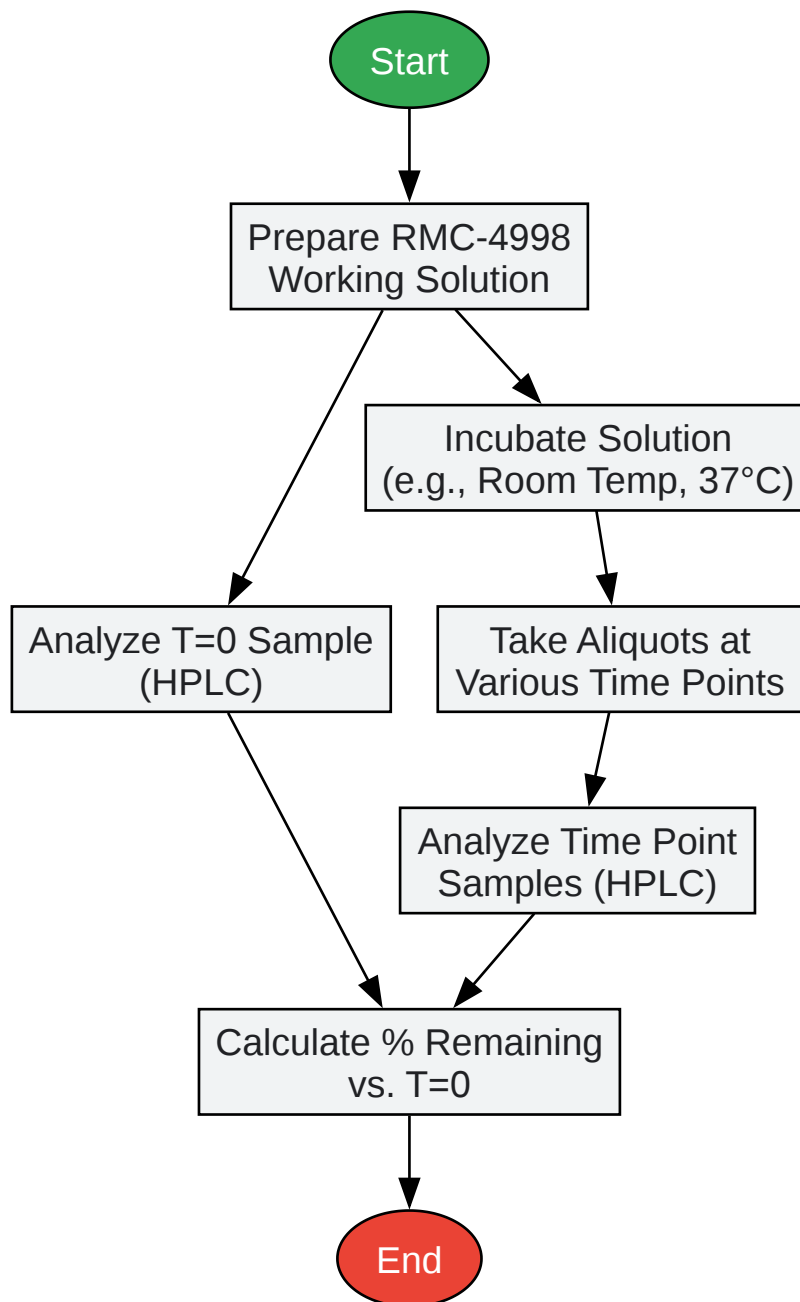 Start
Prepare RMC-4998
Working Solution
Incubate Solution
(e.g., Room Temp, 37°C)
Analyze T=0 Sample
(HPLC)
Take Aliquots at
Various Time Points
Analyze Time Point
Samples (HPLC)
Calculate % Remaining
vs. T=0
End